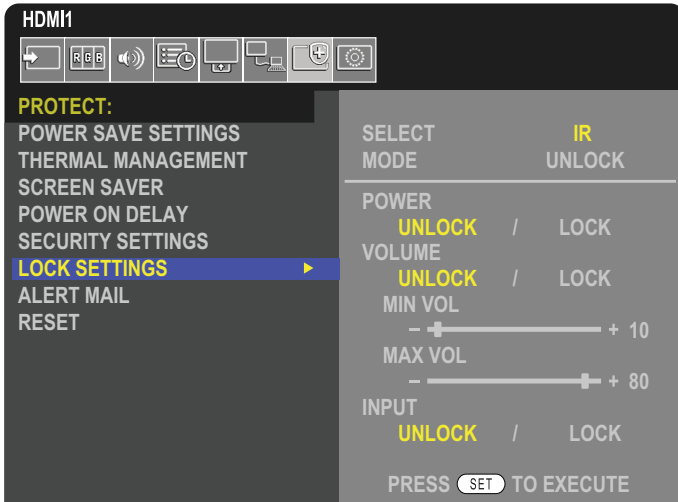 HDMI1
RGB
PROTECT:
POWER SAVE SETTINGS
THERMAL MANAGEMENT
SCREEN SAVER
POWER ON DELAY
SECURITY SETTINGS
LOCK SETTINGS
ALERT MAIL
RESET
SELECT IR
MODE UNLOCK
POWER
UNLOCK / LOCK
VOLUME
UNLOCK / LOCK
MIN VOL
– + 10
MAX VOL
– + 80
INPUT
UNLOCK / LOCK
PRESS SET TO EXECUTE